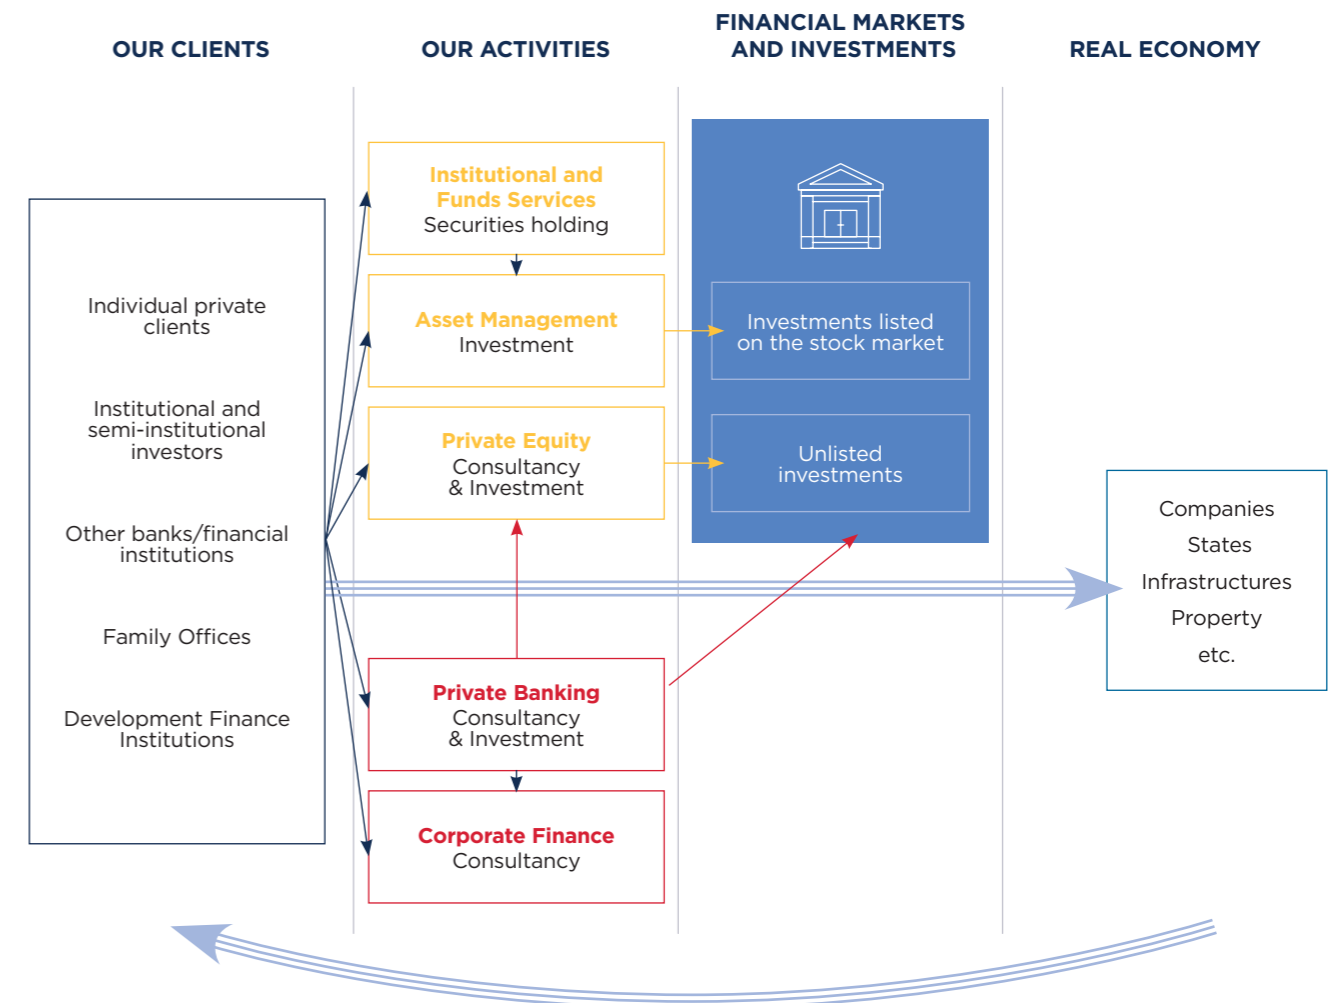 OUR CLIENTS
OUR ACTIVITIES
FINANCIAL MARKETS
AND INVESTMENTS
REAL ECONOMY
Individual private
clients
Institutional and
semi-institutional
investors
Other banks/financial
institutions
Family Offices
Development Finance
Institutions
Institutional and
Funds Services
Securities holding
Asset Management
Investment
Private Equity
Consultancy
& Investment
Private Banking
Consultancy
& Investment
Corporate Finance
Consultancy
Investments listed
on the stock market
Unlisted
investments
Companies
States
Infrastructures
Property
etc.